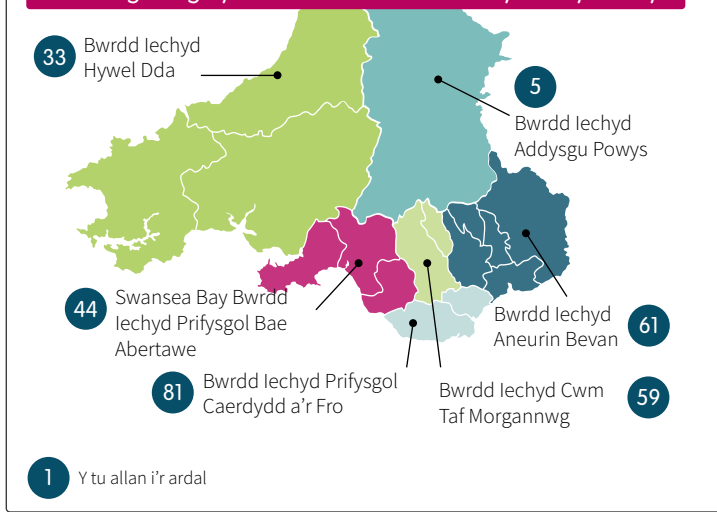 33
Bwrdd Iechyd
Hywel Dda
5
Bwrdd Iechyd
Addysgu Powys
44
Swansea Bay Bwrdd
Iechyd Prifysgol Bae
Abertawe
Bwrdd Iechyd
Aneurin Bevan
61
81
Bwrdd Iechyd Prifysgol
Caerdydd a'r Fro
Bwrdd Iechyd Cwm
Taf Morgannwg
59
1
Y tu allan i'r ardal